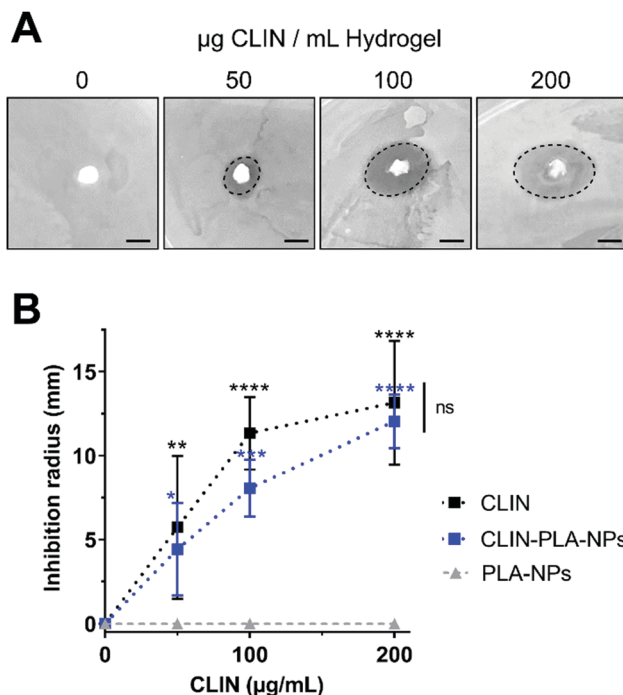 A
µg CLIN / mL Hydrogel
0 50 100 200
B
****
15
****
****
ns
10
**
***
*
5
0
Inhibition radius (mm)
0 100 200
CLIN (µg/mL)
CLIN
CLIN-PLA-NPs
PLA-NPs